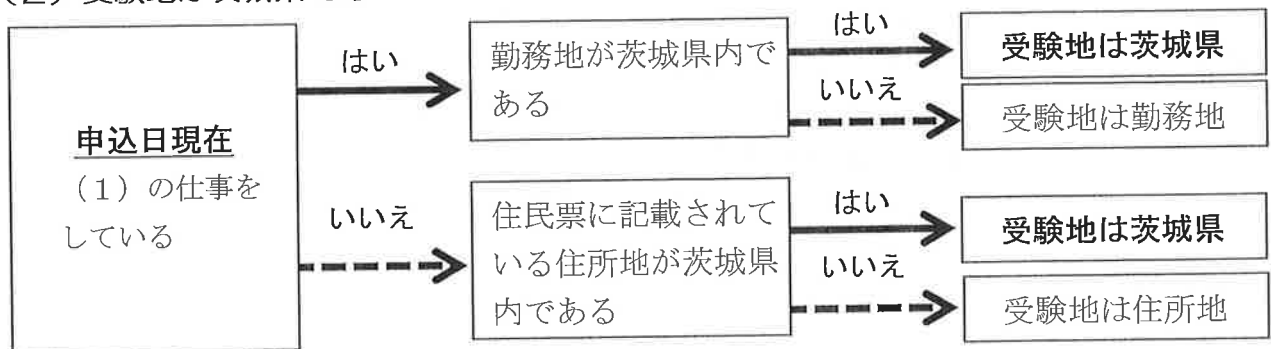 はい
勤務地が茨城県内で
ある
はい
受験地は茨城県
いいえ
受験地は勤務地
申込日現在
（１）の仕事を
している
いいえ
住民票に記載されて
いる住所地が茨城県
内である
はい
受験地は茨城県
いいえ
受験地は住所地